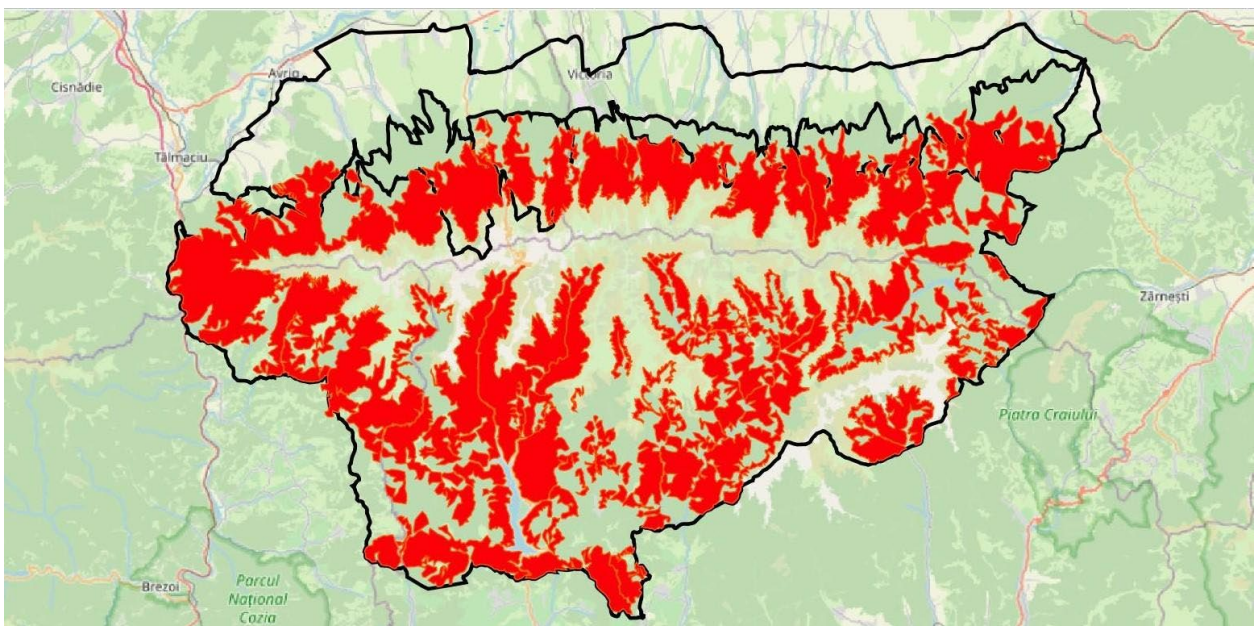 Avrig
Victoria
Cisnădie
Tălmaciu
Zărnești
Piatra Craiului
Brezoi
Parcul
Național
Cozia